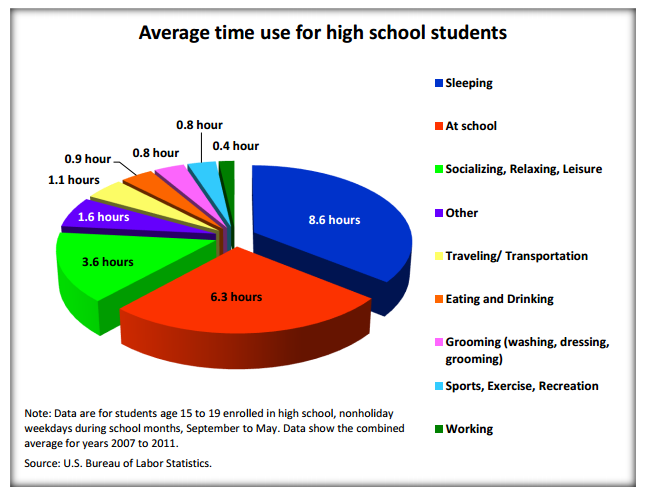 Average time use for high school students
0.8 hour
0.8 hour
0.4 hour
0.9 hour
1.1 hours
1.6 hours
8.6 hours
3.6 hours
6.3 hours
Sleeping
At school
Socializing, Relaxing, Leisure
Other
Traveling/ Transportation
Eating and Drinking
Grooming (washing, dressing,
grooming)
Sports, Exercise, Recreation
Working
Note: Data are for students age 15 to 19 enrolled in high school, nonholiday
weekdays during school months, September to May. Data show the combined
average for years 2007 to 2011.
Source: U.S. Bureau of Labor Statistics.